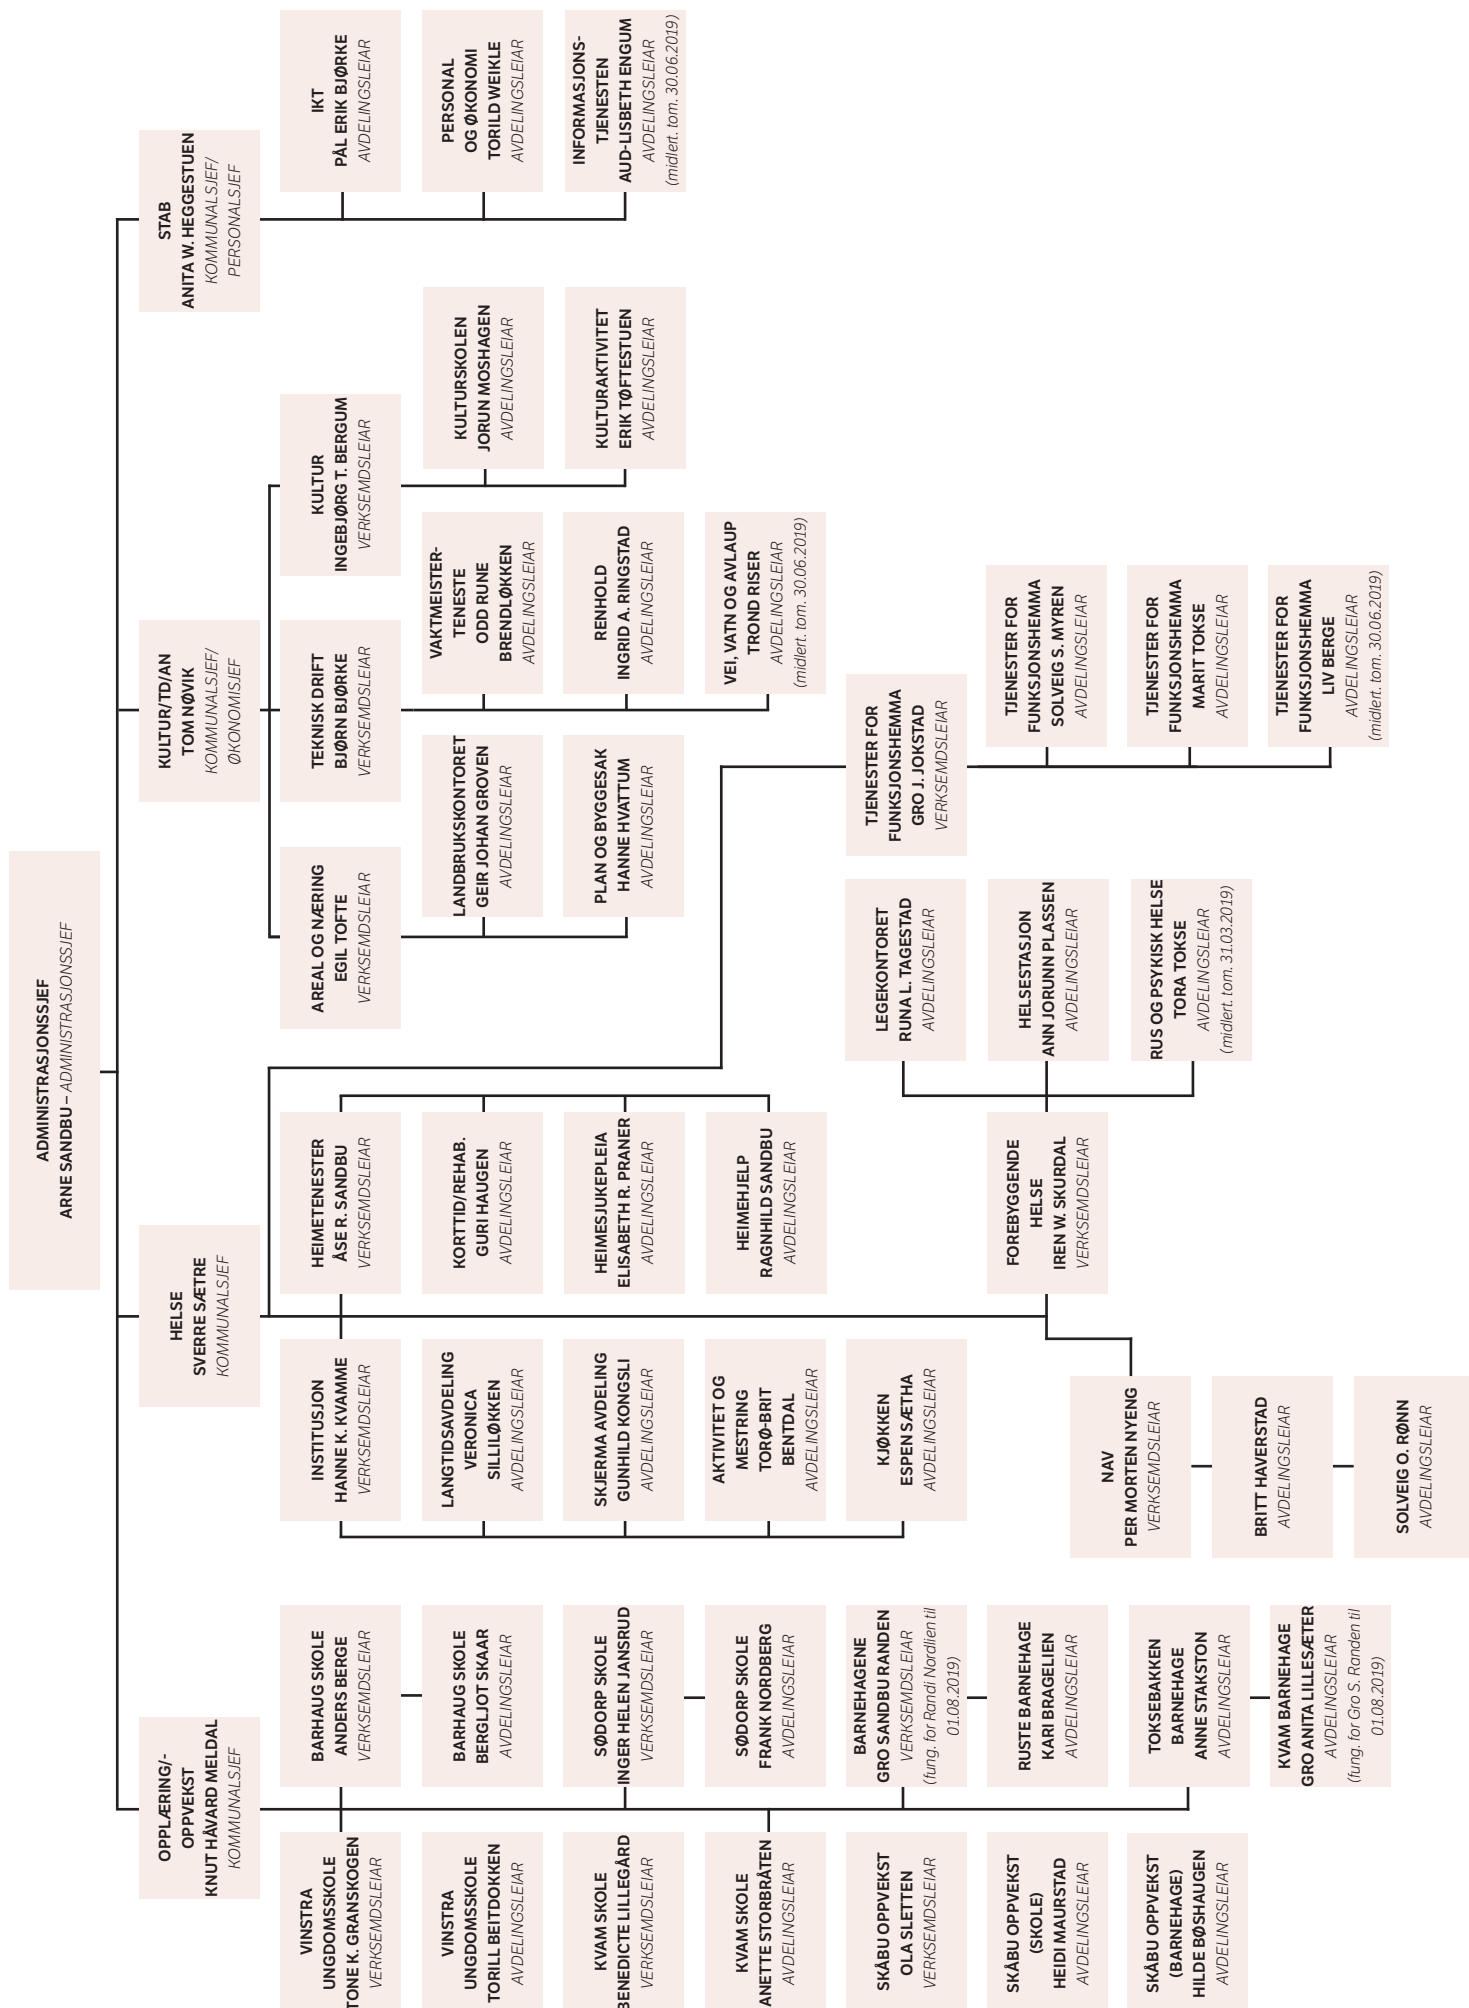 ADMINISTRASJONSSJEF
ARNE SANDBU – ADMINISTRASJONSSJEF
OPPLÆRING/-
OPPVEKST
KNUT HÅVARD MELDAL
KOMMUNALSJEF
HELSE
SVERRE SÆTRE
KOMMUNALSJEF
KULTUR/TD/AN
TOM NØVIK
KOMMUNALSJEF/
ØKONOMISJEF
STAB
ANITA W. HEGGESTUEN
KOMMUNALSJEF/
PERSONALSJEF
VINSTRA
UNGDOMSSKOLE
TONE K. GRANSKOGEN
VERKSEMDSLEIAR
VINSTRA
UNGDOMSKOLE
TORILL BEITDOKKEN
AVDELINGSLEIAR
KVAM SKOLE
BENEDICTE LILLEGÅRD
VERKSEMDSLEIAR
KVAM SKOLE
ANETTE STORBRÅTEN
AVDELINGSLEIAR
SKÅBU OPPVEKST
OLA SLETTEN
VERKSEMDSLEIAR
SKÅBU OPPVEKST
(SKOLE)
HEIDI MAURSTAD
AVDELINGSLEIAR
SKÅBU OPPVEKST
(BARNEHAGE)
HILDE BØSHAUGEN
AVDELINGSLEIAR
BARHAUG SKOLE
ANDERS BERGE
VERKSEMDSLEIAR
BARHAUG SKOLE
BERGLJOT SKAAR
AVDELINGSLEIAR
SØDORP SKOLE
INGER HELEN JANSRUD
VERKSEMDSLEIAR
SØDORP SKOLE
FRANK NORDBERG
AVDELINGSLEIAR
BARNEHAGENE
GRO SANDBU RANDEN
VERKSEMDSLEIAR
(fung. for Randi Nordlien til
01.08.2019)
RUSTE BARNEHAGE
KARI BRAGELIEN
AVDELINGSLEIAR
TOKSEBAKKEN
BARNEHAGE
ANNE STAKSTON
AVDELINGSLEIAR
KVAM BARNEHAGE
GRO ANITA LILLESÆTER
AVDELINGSLEIAR
(fung. for Gro S. Randen til
01.08.2019)
INSTITUSJON
HANNE K. KVAMME
VERKSEMDSLEIAR
LANGTIDSAVDELING
VERONICA
SILLILØKKEN
AVDELINGSLEIAR
SKJERMA AVDELING
GUNHILD KONGSLI
AVDELINGSLEIAR
AKTIVITET OG
MESTRING
TORØ-BRIT
BENTDAL
AVDELINGSLEIAR
KJØKKEN
ESPEN SÆTHA
AVDELINGSLEIAR
HEIMETENESTER
ÅSE R. SANDBU
VERKSEMDSLEIAR
KORTTID/REHAB.
GURI HAUGEN
AVDELINGSLEIAR
HEIMESJUKEPLEIA
ELISABETH R. PRANER
AVDELINGSLEIAR
HEIMEHJELP
RAGNHILD SANDBU
AVDELINGSLEIAR
NAV
PER MORTEN NYENG
VERKSEMDSLEIAR
BRITT HAVERSTAD
AVDELINGSLEIAR
SOLVEIG O. RØNN
AVDELINGSLEIAR
FOREBYGGENDE
HELSE
IREN W. SKURDAL
VERKSEMDSLEIAR
LEGEKONTORET
RUNA L. TAGESTAD
AVDELINGSLEIAR
HELSESTASJON
ANN JORUNN PLASSEN
AVDELINGSLEIAR
RUS OG PSYKISK HELSE
TORA TOKSE
AVDELINGSLEIAR
(midlert. tom. 31.03.2019)
TJENESTER FOR
FUNKSJONSHEMMA
GRO J. JOKSTAD
VERKSEMDSLEIAR
TJENESTER FOR
FUNKSJONSHEMMA
SOLVEIG S. MYREN
AVDELINGSLEIAR
TJENESTER FOR
FUNKSJONSHEMMA
MARIT TOKSE
AVDELINGSLEIAR
TJENESTER FOR
FUNKSJONSHEMMA
LIV BERGE
AVDELINGSLEIAR
(midlert. tom. 30.06.2019)
AREAL OG NÆRING
EGIL TOFTE
VERKSEMDSLEIAR
LANDBRUKSKONTORET
GEIR JOHAN GROVEN
AVDELINGSLEIAR
PLAN OG BYGGESAK
HANNE HVATTUM
AVDELINGSLEIAR
TEKNISK DRIFT
BJØRN BJØRKE
VERKSEMDSLEIAR
VAKTMEISTER-
TENESTE
ODD RUNE
BRENDLØKKEN
AVDELINGSLEIAR
RENHOLD
INGRID A. RINGSTAD
AVDELINGSLEIAR
VEI, VATN OG AVLAUP
TROND RISER
AVDELINGSLEIAR
(midlert. tom. 30.06.2019)
KULTUR
INGEBJØRG T. BERGUM
VERKSEMDSLEIAR
KULTURSKOLEN
JORUN MOSHAGEN
AVDELINGSLEIAR
KULTURAKTIVITET
ERIK TØFTESTUEN
AVDELINGSLEIAR
IKT
PÅL ERIK BJØRKE
AVDELINGSLEIAR
PERSONAL
OG ØKONOMI
TORILD WEIKLE
AVDELINGSLEIAR
INFORMASJONS-
TJENESTEN
AUD-LISBETH ENGUM
AVDELINGSLEIAR
(midlert. tom. 30.06.2019)